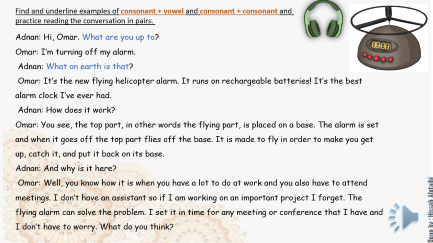 Find and underline examples of consonant + vowel and consonant + consonant and
practice reading the conversation in pairs.
Adnan: Hi, Omar. What are you up to?
Omar: I'm turning off my alarm.
Adnan: What on earth is that?
Omar: It's the new flying helicopter alarm. It runs on rechargeable batteries! It's the best
alarm clock I've ever had.
Adnan: How does it work?
Omar: You see, the top part, in other words the flying part, is placed on a base. The alarm is set
and when it goes off the top part flies off the base. It is made to fly in order to make you get
up, catch it, and put it back on its base.
Adnan: And why is it here?
Omar: Well, you know how it is when you have a lot to do at work and you also have to attend
meetings. I don't have an assistant so if I am working on an important project I forget. The
flying alarm can solve the problem. I set it in time for any meeting or conference that I have and
I don't have to worry. What do you think?